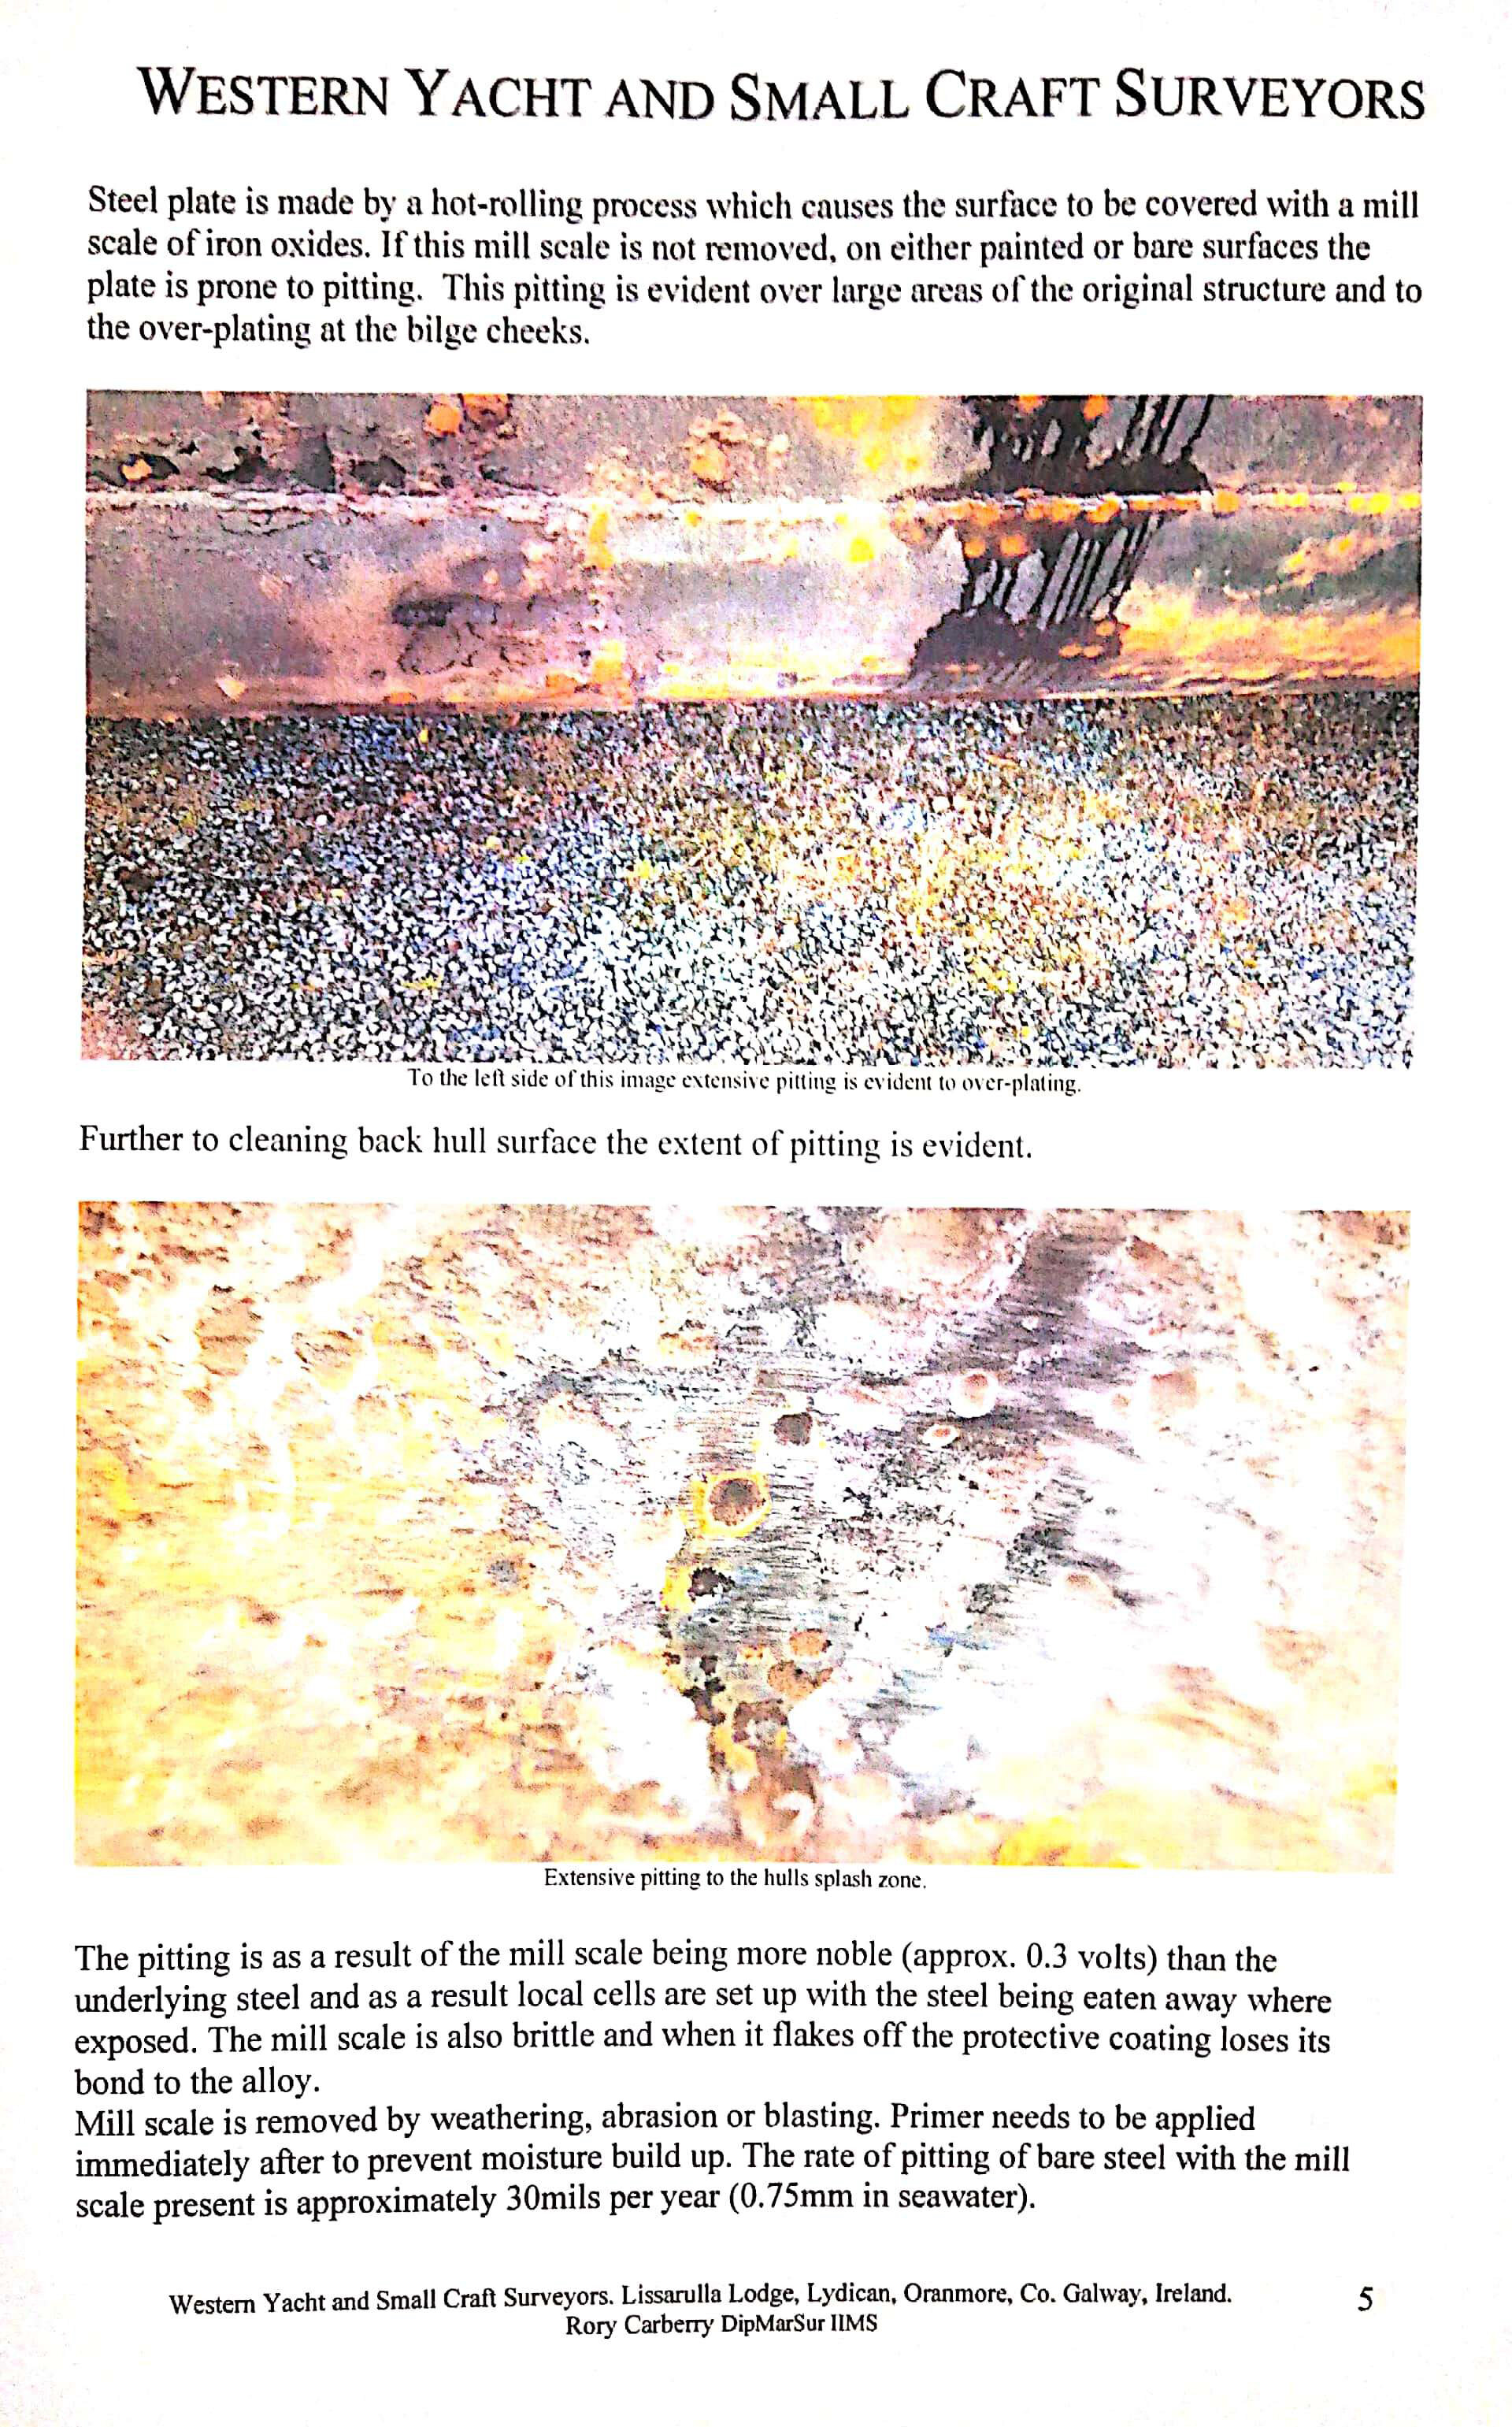 WESTERN YACHT AND SMALL CRAFT SURVEYORS
Steel plate is made by a hot-rolling process which causes the surface to be covered with a mill
scale of iron oxides. If this mill scale is not removed, on either painted or bare surfaces the
plate is prone to pitting.  This pitting is evident over large areas of the original structure and to
the over-plating at the bilge cheeks.
To the left side of this image extensive pitting is evident to over-plating.
Further to cleaning back hull surface the extent of pitting is evident.
Extensive pitting to the hulls splash zone.
The pitting is as a result of the mill scale being more noble (approx. 0.3 volts) than the
underlying steel and as a result local cells are set up with the steel being eaten away where
exposed. The mill scale is also brittle and when it flakes off the protective coating loses its
bond to the alloy.
Mill scale is removed by weathering, abrasion or blasting. Primer needs to be applied
immediately after to prevent moisture build up. The rate of pitting of bare steel with the mill
scale present is approximately 30mils per year (0.75mm in seawater).
Western Yacht and Small Craft Surveyors. Lissarulla Lodge, Lydican, Oranmore, Co. Galway, Ireland.
5
Rory Carberry DipMarSur IIMS